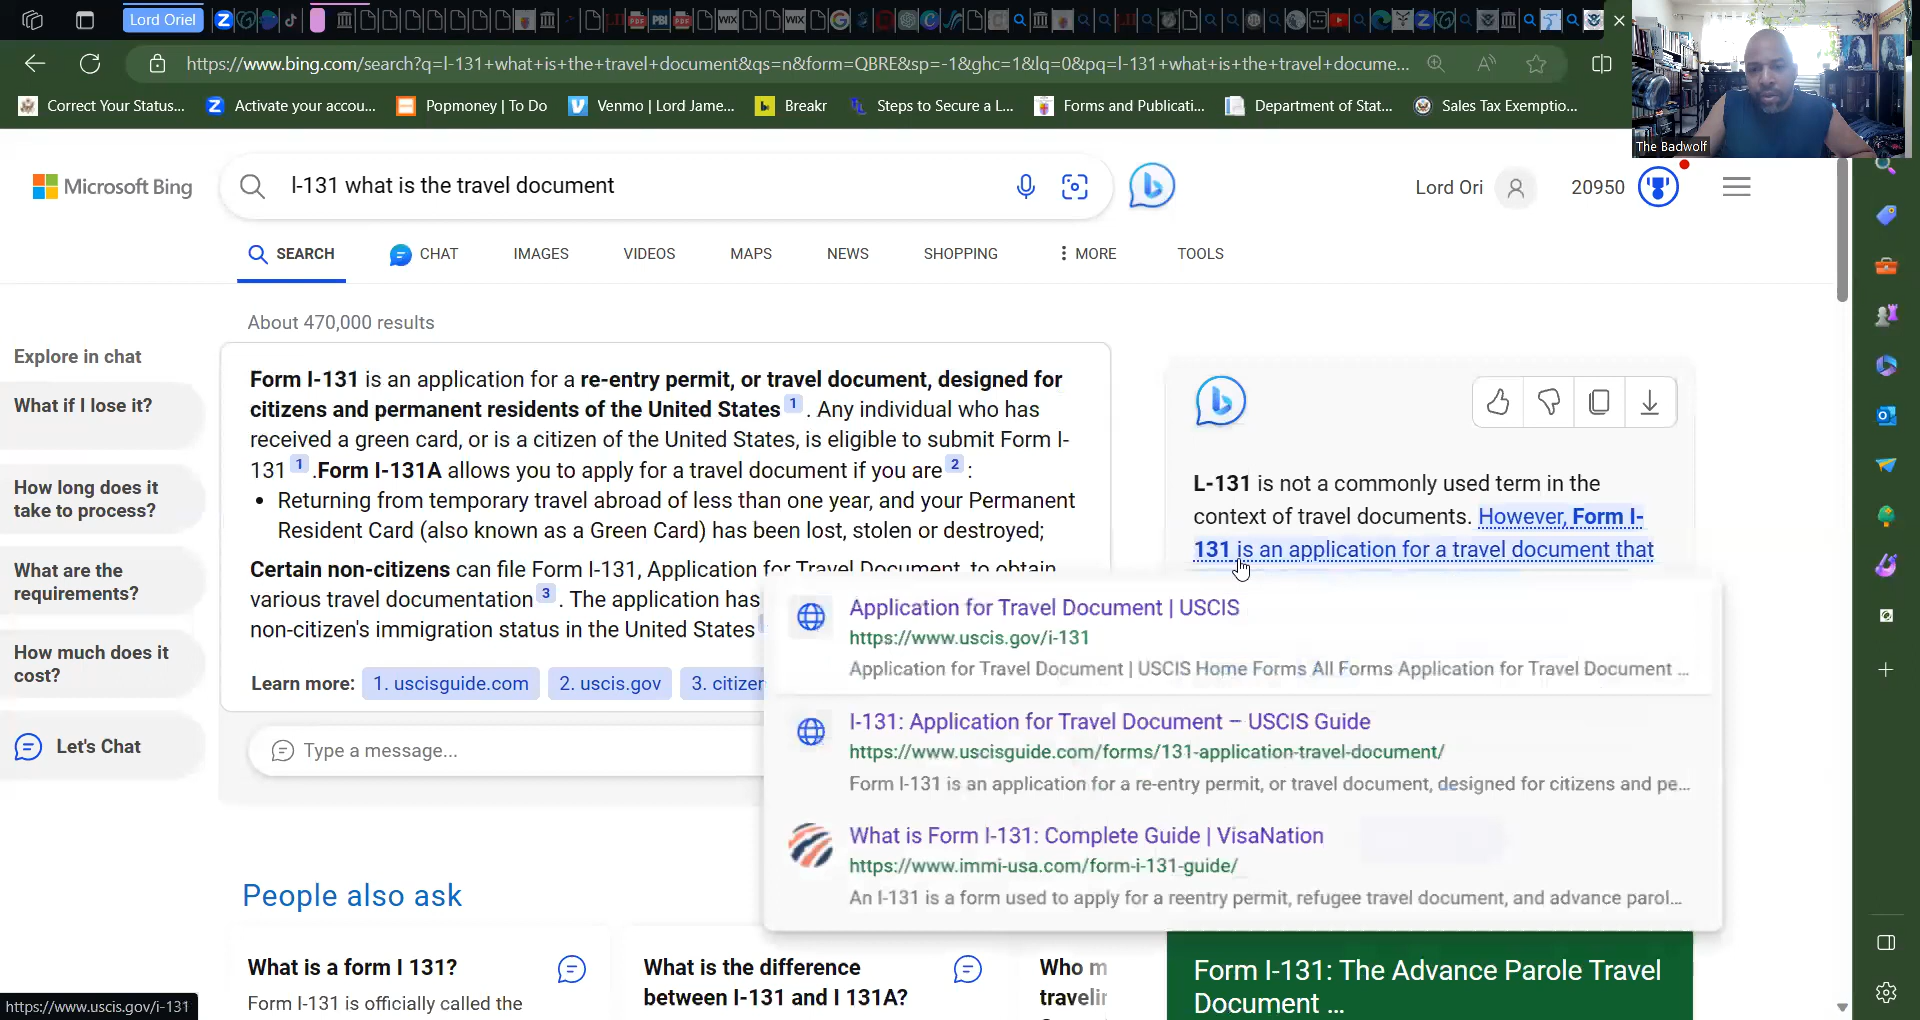 Lord Oriel
https://www.bing.com/search?q=l-131+what+is+the+travel+document&qs=n&form=QBRE&sp=-1&ghc=1&lq=0&pq=l-131+what+is+the+travel+docume...
Correct Your Status...
Activate your accou...
Popmoney | To Do
Venmo | Lord Jame...
Breakr
Steps to Secure a L...
Forms and Publicati...
Department of Stat...
Sales Tax Exemptio...
The Badwolf
Microsoft Bing
l-131 what is the travel document
Lord Ori
20950
SEARCH
CHAT
IMAGES
VIDEOS
MAPS
NEWS
SHOPPING
MORE
TOOLS
About 470,000 results
Explore in chat
What if I lose it?
How long does it
take to process?
What are the
requirements?
How much does it
cost?
Let's Chat
Form I-131 is an application for a re-entry permit, or travel document, designed for
citizens and permanent residents of the United States 1 . Any individual who has
received a green card, or is a citizen of the United States, is eligible to submit Form I-
131 1 .Form I-131A allows you to apply for a travel document if you are 2 :
• Returning from temporary travel abroad of less than one year, and your Permanent
Resident Card (also known as a Green Card) has been lost, stolen or destroyed;
Certain non-citizens can file Form I-131, Application for Travel Document, to obtain
various travel documentation 3 . The application has
non-citizen's immigration status in the United States
Learn more: 1. uscisguide.com 2. uscis.gov 3. citizen
Type a message...
L-131 is not a commonly used term in the
context of travel documents. However, Form I-
131 is an application for a travel document that
Application for Travel Document | USCIS
https://www.uscis.gov/i-131
Application for Travel Document | USCIS Home Forms All Forms Application for Travel Document ...
I-131: Application for Travel Document – USCIS Guide
https://www.uscisguide.com/forms/131-application-travel-document/
Form I-131 is an application for a re-entry permit, or travel document, designed for citizens and pe...
What is Form I-131: Complete Guide | VisaNation
https://www.immi-usa.com/form-i-131-guide/
An I-131 is a form used to apply for a reentry permit, refugee travel document, and advance parol...
People also ask
What is a form I 131?
Form I-131 is officially called the
What is the difference
between I-131 and I 131A?
Who m
travelin
Form I-131: The Advance Parole Travel
Document ...
https://www.uscis.gov/i-131